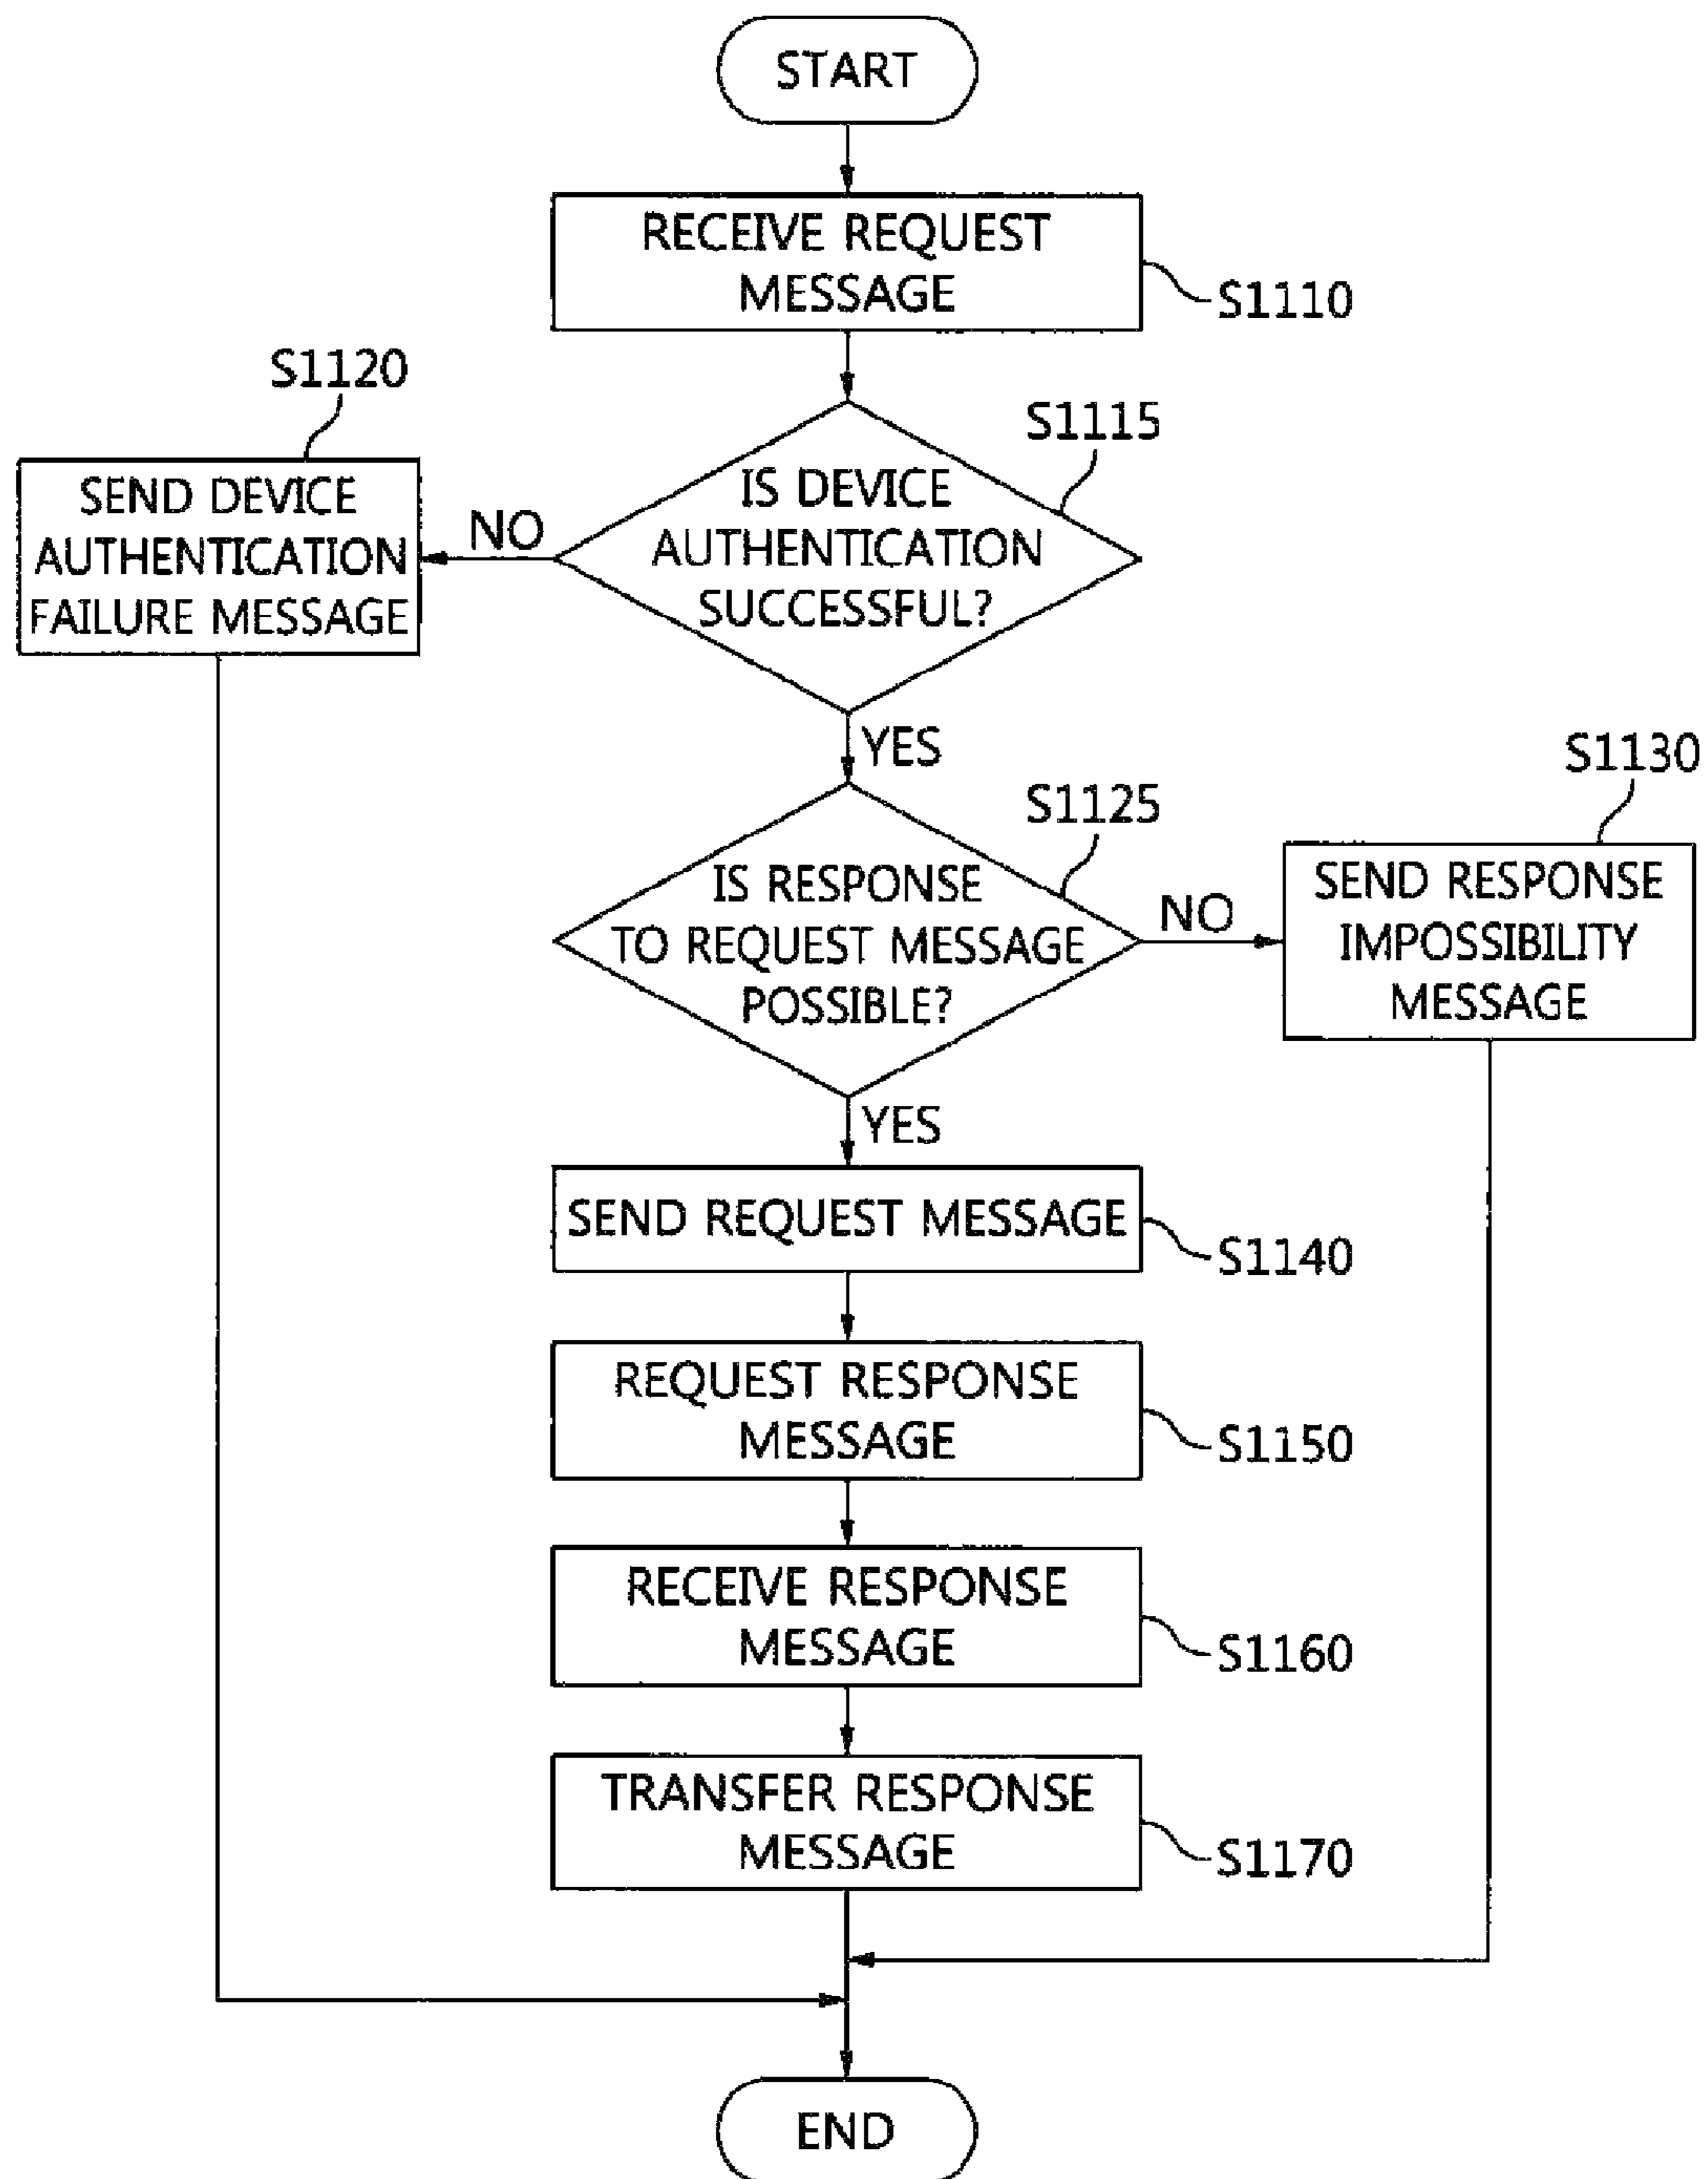 START
RECEIVE REQUEST
MESSAGE
S1110
S1120
S1115
SEND DEVICE
AUTHENTICATION
FAILURE MESSAGE
NO
IS DEVICE
AUTHENTICATION
SUCCESSFUL?
YES
S1130
S1125
IS RESPONSE
TO REQUEST MESSAGE
POSSIBLE?
NO
SEND RESPONSE
IMPOSSIBILITY
MESSAGE
YES
SEND REQUEST MESSAGE
S1140
REQUEST RESPONSE
MESSAGE
S1150
RECEIVE RESPONSE
MESSAGE
S1160
TRANSFER RESPONSE
MESSAGE
S1170
END